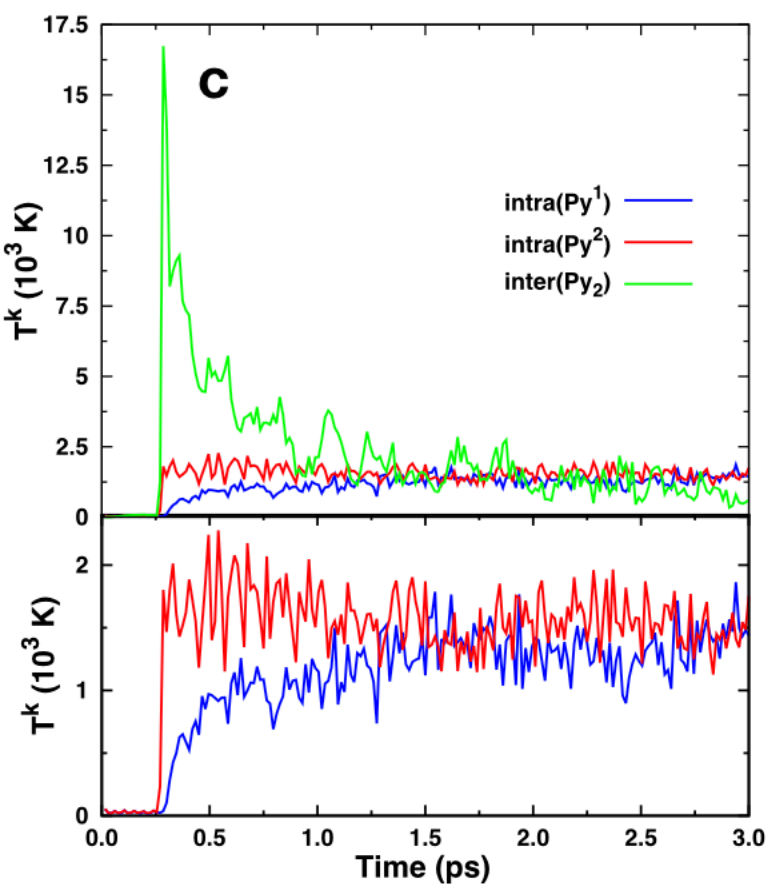 17.5
C
15
12.5
intra(Py¹)
10
intra(Py²)
inter(Py₂)
7.5
5
2.5
0
Tᵏ (10³ K)
2
1
0
Tᵏ (10³ K)
0.0 0.5 1.0 1.5 2.0 2.5 3.0
Time (ps)